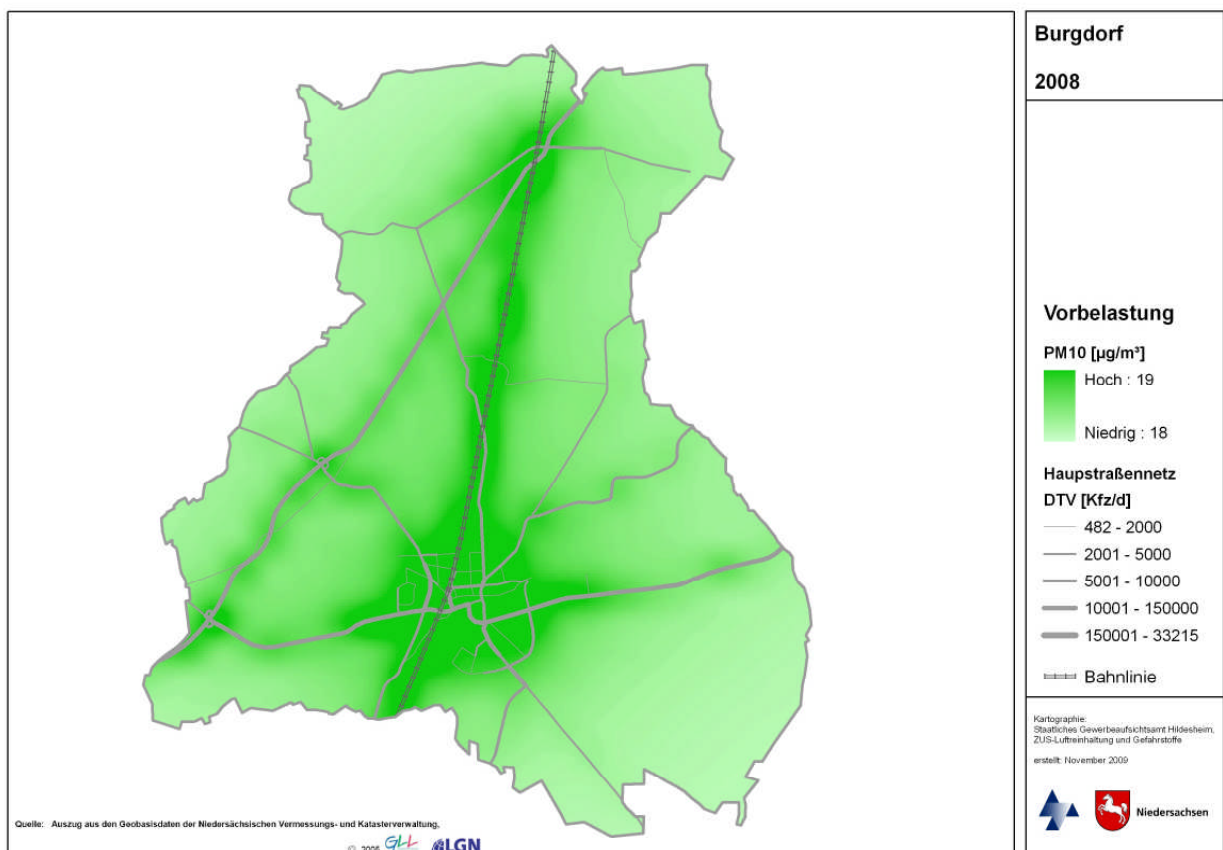 Burgdorf
2008
Vorbelastung
PM10 [µg/m³]
Hoch : 19
Niedrig : 18
Haupstraßennetz
DTV [Kfz/d]
482 - 2000
2001 - 5000
5001 - 10000
10001 - 150000
150001 - 33215
Bahnlinie
Kartographie:
Staatliches Gewerbeaufsichtsamt Hildesheim,
ZUS-Luftreinhaltung und Gefahrstoffe
erstellt: November 2009
Niedersachsen
Quelle: Auszug aus den Geobasisdaten der Niedersächsischen Vermessungs- und Katasterverwaltung,
GLL LGN